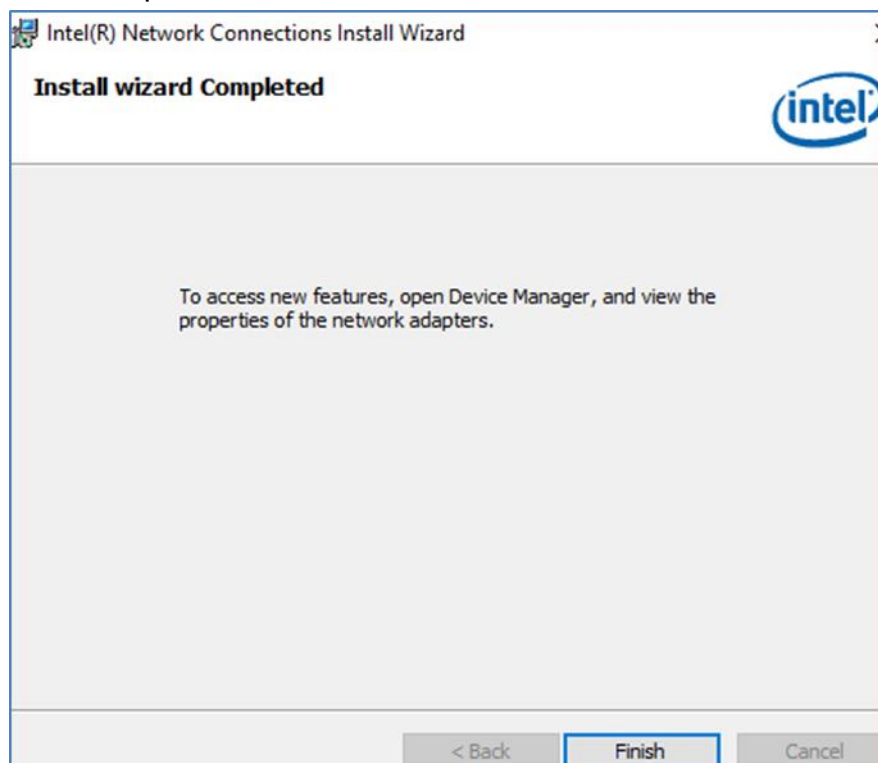 Intel(R) Network Connections Install Wizard
Install wizard Completed
intel
To access new features, open Device Manager, and view the
properties of the network adapters.
< Back Finish Cancel